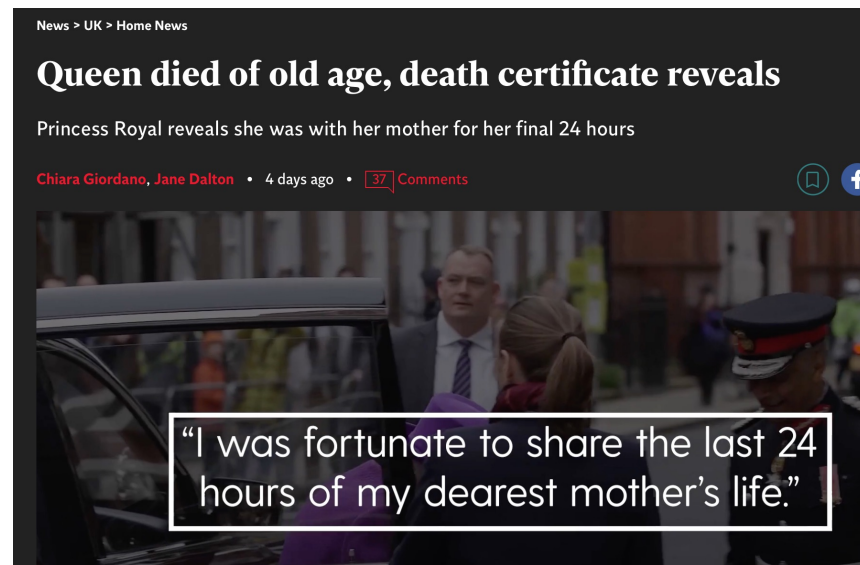 News > UK > Home News
Queen died of old age, death certificate reveals
Princess Royal reveals she was with her mother for her final 24 hours
Chiara Giordano, Jane Dalton • 4 days ago • 37 Comments
“I was fortunate to share the last 24
hours of my dearest mother’s life.”